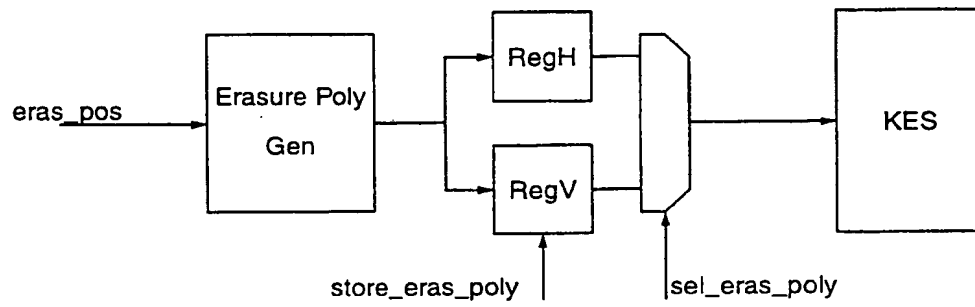 RegH
eras_pos
Erasure Poly
Gen
KES
RegV
store_eras_poly
sel_eras_poly